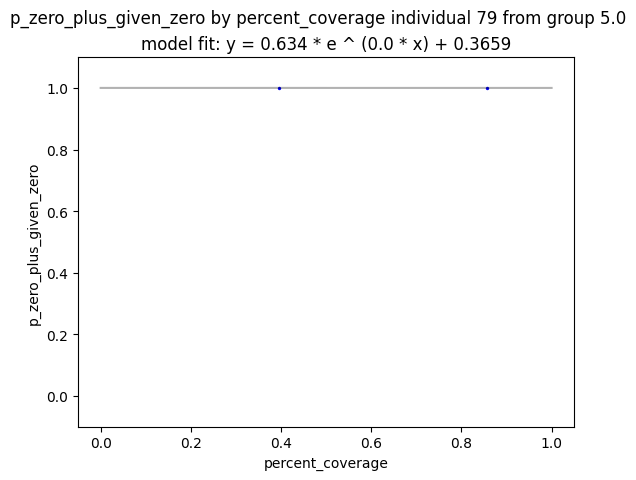 p_zero_plus_given_zero by percent_coverage individual 79 from group 5.0
model fit: y = 0.634 * e ^ (0.0 * x) + 0.3659
1.0
0.8
0.6
0.4
0.2
0.0
p_zero_plus_given_zero
0.0 0.2 0.4 0.6 0.8 1.0
percent_coverage